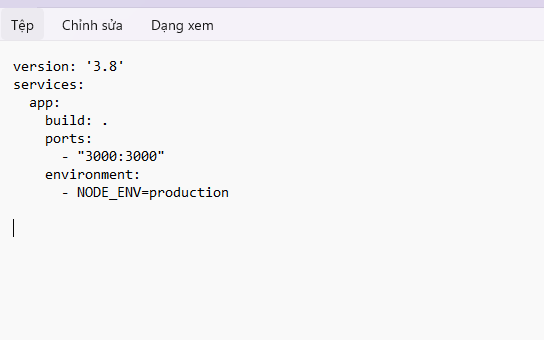 Tệp Chỉnh sửa Dạng xem
version: '3.8'
services:
  app:
    build: .
    ports:
      - "3000:3000"
    environment:
      - NODE_ENV=production